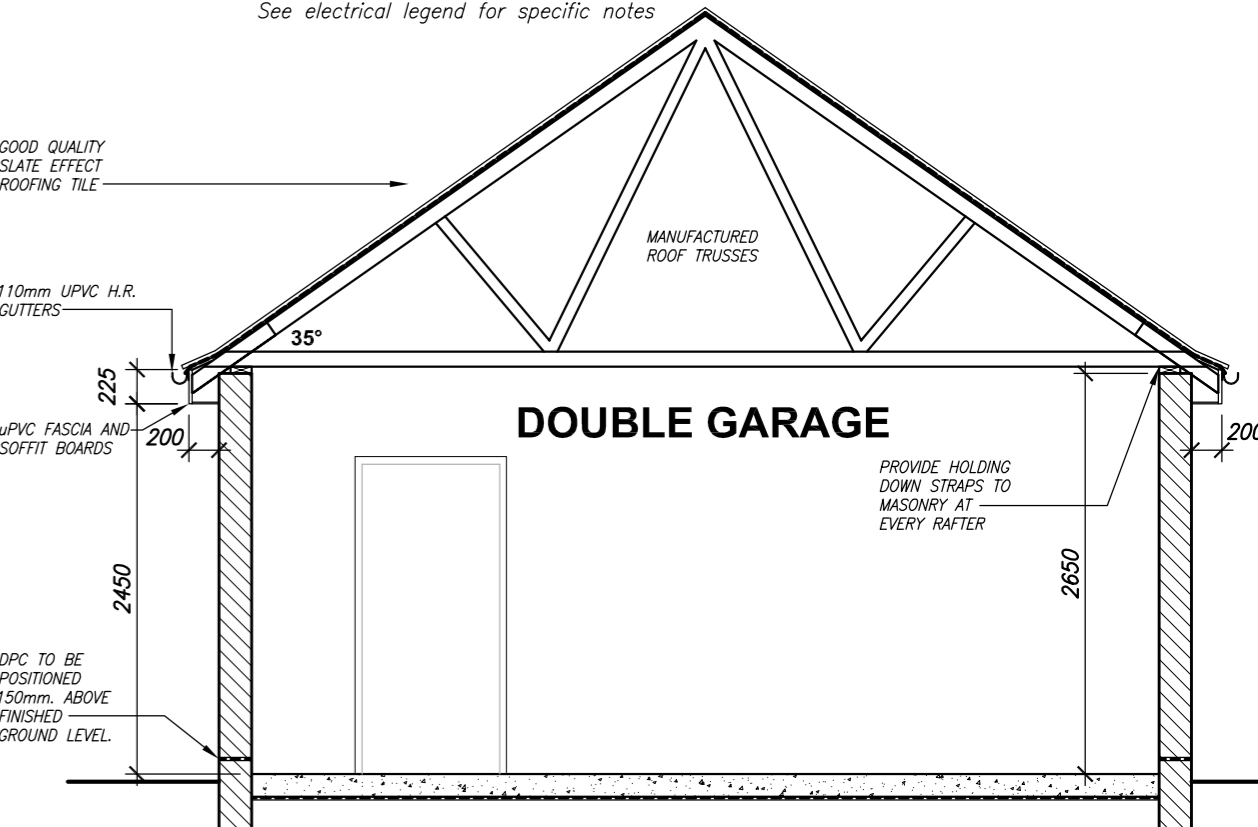 See electrical legend for specific notes
GOOD QUALITY
SLATE EFFECT
ROOFING TILE
MANUFACTURED
ROOF TRUSSES
110mm UPVC H.R.
GUTTERS
35°
225
uPVC FASCIA AND
SOFFIT BOARDS
200
DOUBLE GARAGE
200
PROVIDE HOLDING
DOWN STRAPS TO
MASONRY AT
EVERY RAFTER
2450
2650
DPC TO BE
POSITIONED
150mm. ABOVE
FINISHED
GROUND LEVEL.